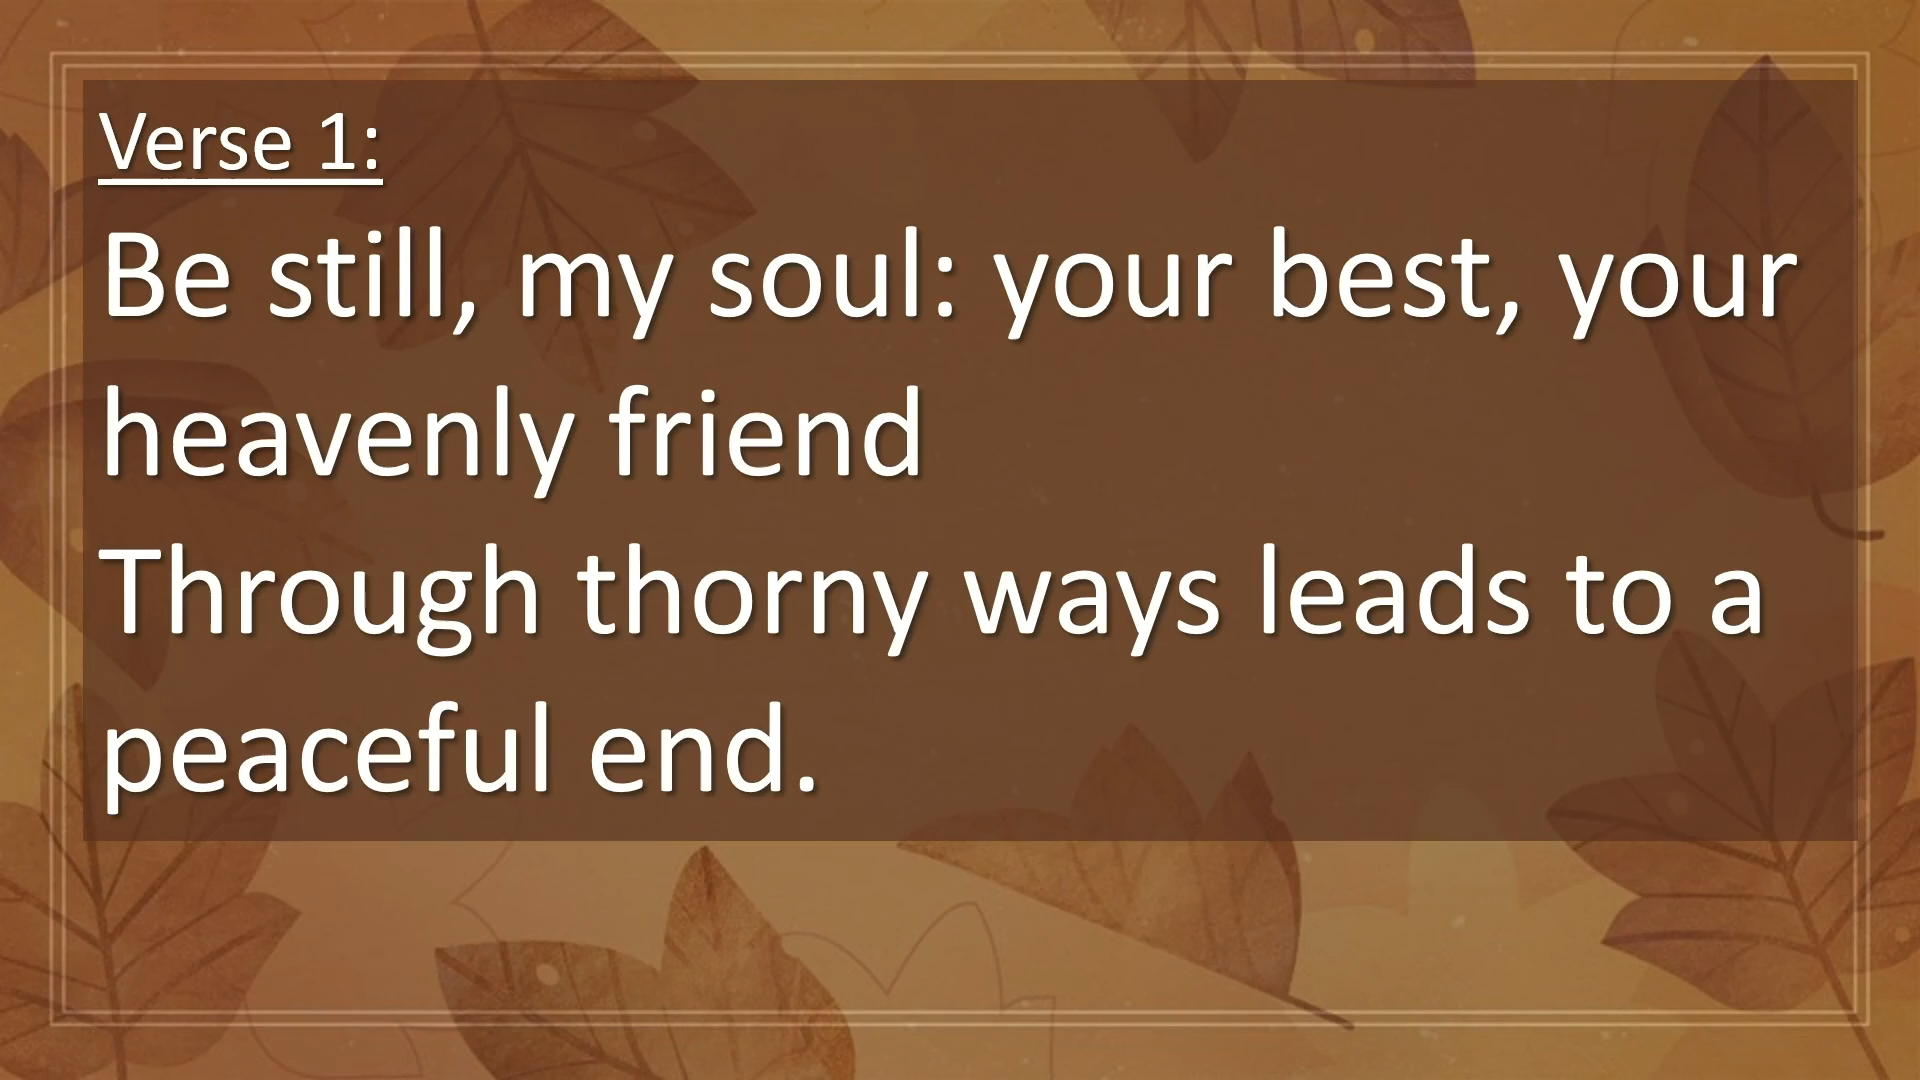 Verse 1:
Be still, my soul: your best, your
heavenly friend
Through thorny ways leads to a
peaceful end.